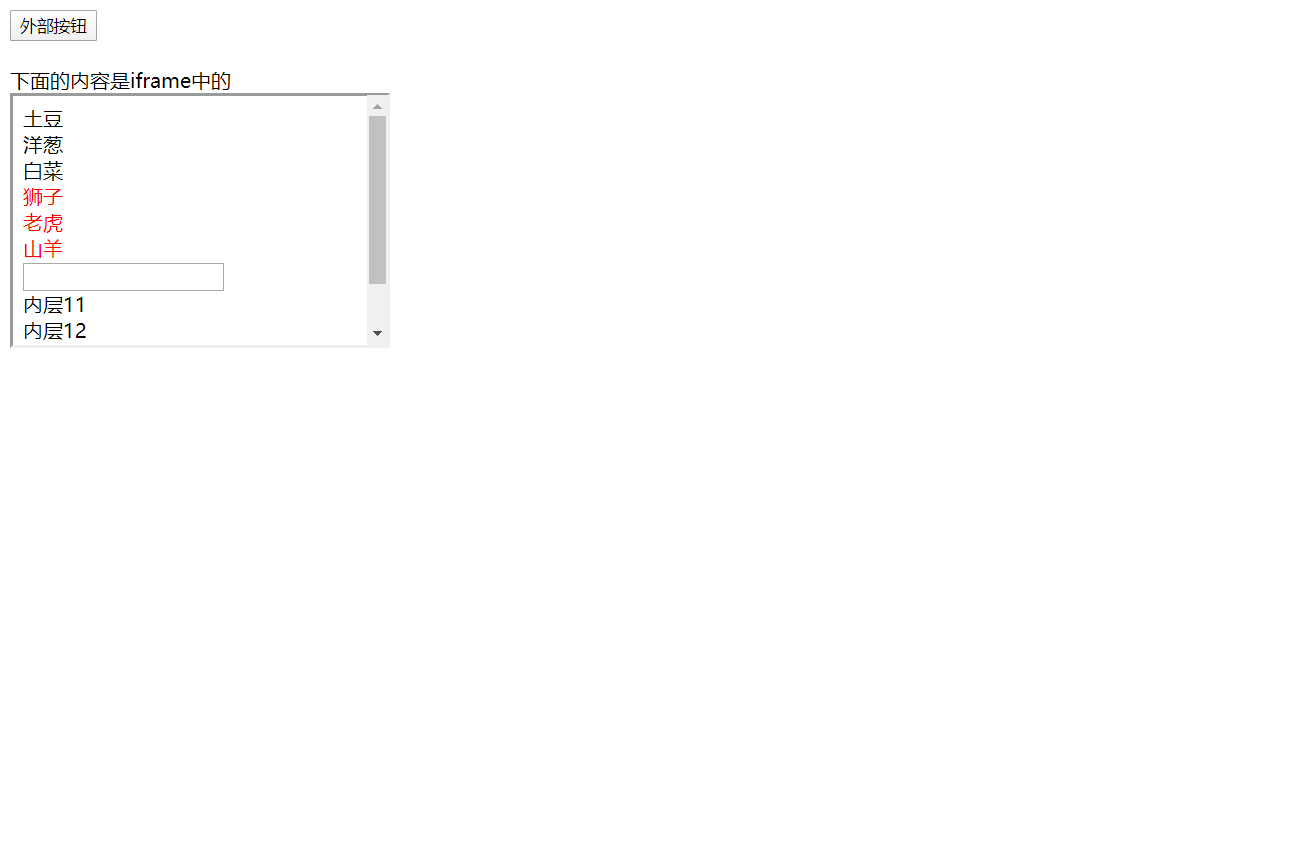 外部按钮
下面的内容是iframe中的
土豆
洋葱
白菜
狮子
老虎
山羊
内层11
内层12